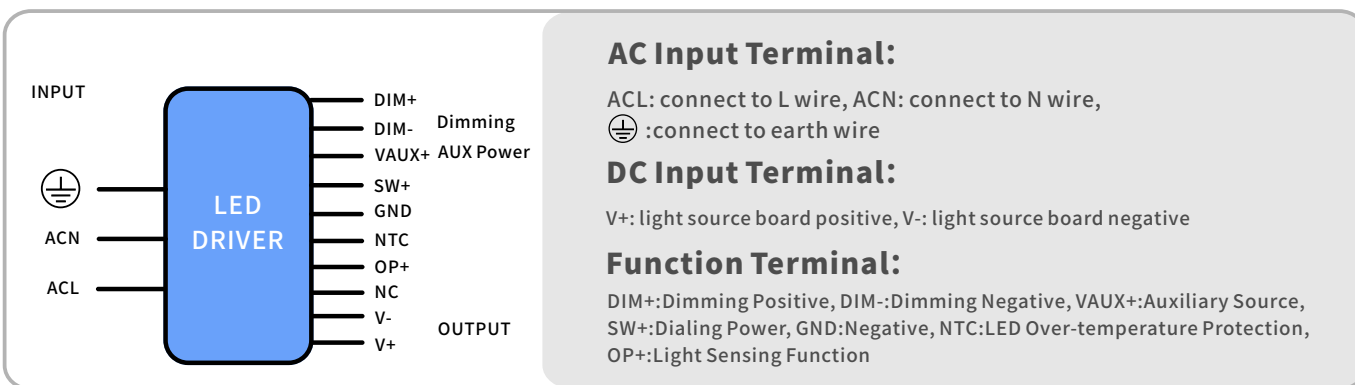 INPUT
ACN
ACL
LED
DRIVER
DIM+
DIM- Dimming
VAUX+ AUX Power
SW+
GND
NTC
OP+
NC
V-
OUTPUT
V+
AC Input Terminal:
ACL: connect to L wire, ACN: connect to N wire,
:connect to earth wire
DC Input Terminal:
V+: light source board positive, V-: light source board negative
Function Terminal:
DIM+:Dimming Positive, DIM-:Dimming Negative, VAUX+:Auxiliary Source,
SW+:Dialing Power, GND:Negative, NTC:LED Over-temperature Protection,
OP+:Light Sensing Function